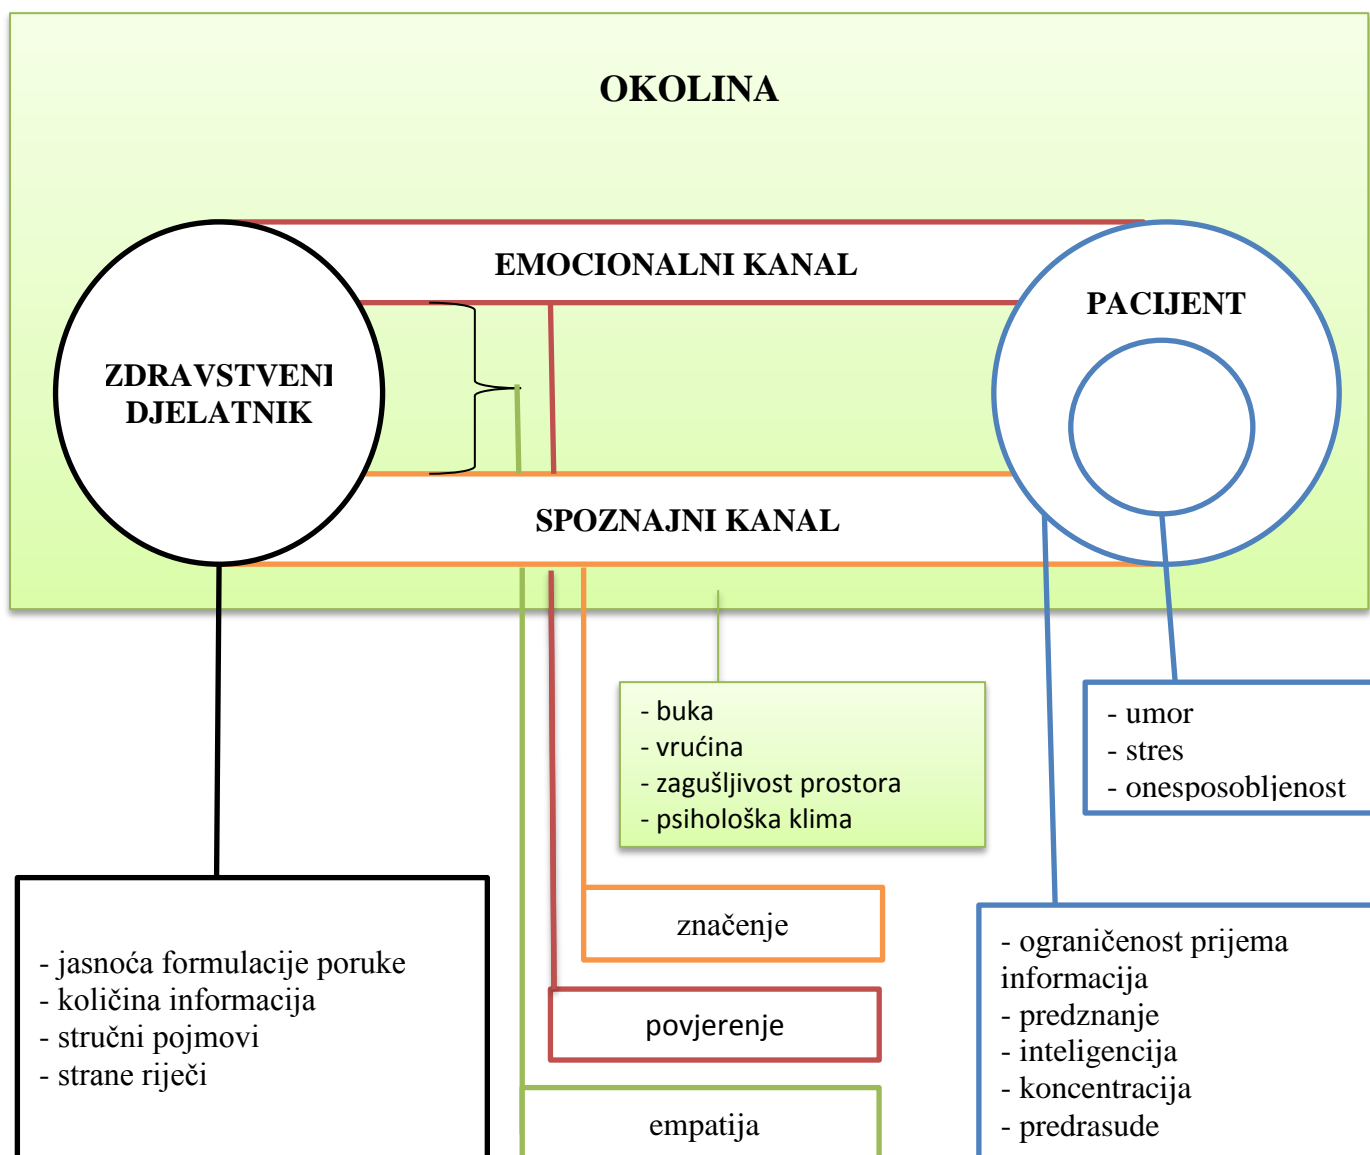 OKOLINA
EMOCIONALNI KANAL
PACIJENT
ZDRAVSTVENI
DJELATNIK
SPOZNAJNI KANAL
- buka
- vrućina
- zagušljivost prostora
- psihološka klima
- umor
- stres
- onesposobljenost
značenje
povjerenje
empatija
- jasnoća formulacije poruke
- količina informacija
- stručni pojmovi
- strane riječi
- ograničenost prijema
informacija
- predznanje
- inteligencija
- koncentracija
- predrasude